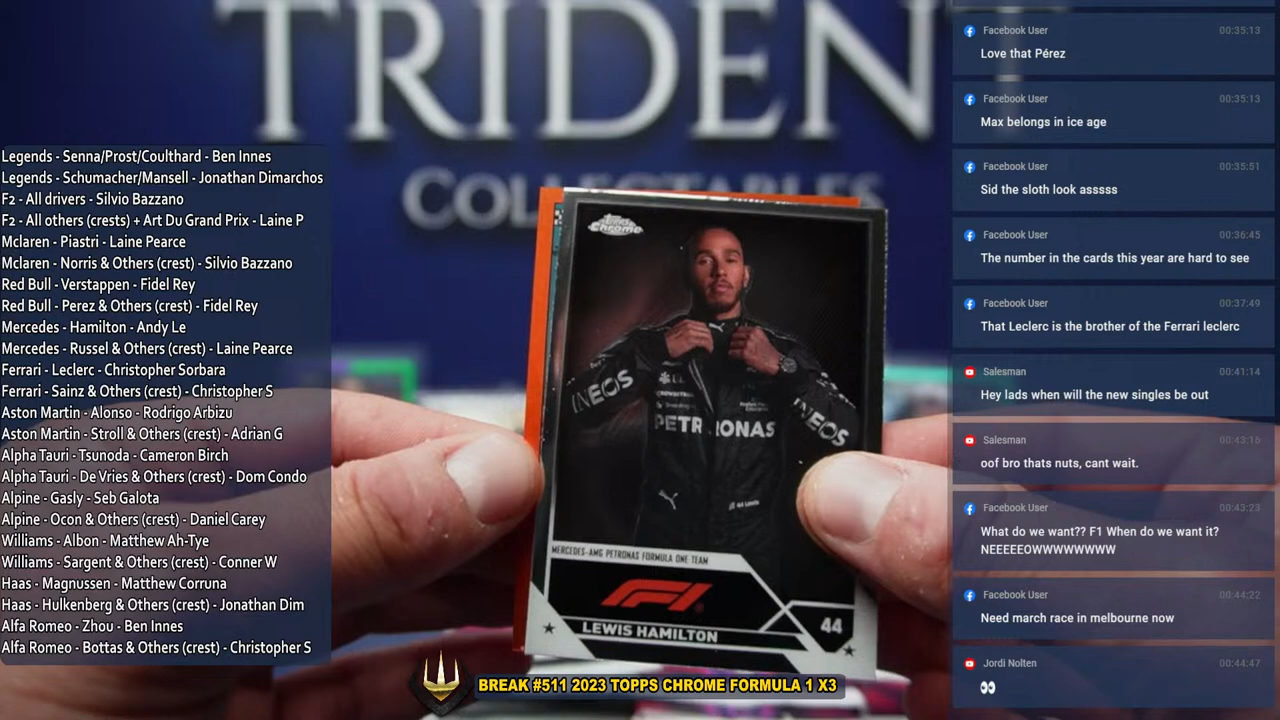 TRIDEN
COLLECTABLES
Legends - Senna/Prost/Coulthard - Ben Innes
Legends - Schumacher/Mansell - Jonathan Dimarchos
F2 - All drivers - Silvio Bazzano
F2 - All others (crests) + Art Du Grand Prix - Laine P
Mclaren - Piastri - Laine Pearce
Mclaren - Norris & Others (crest) - Silvio Bazzano
Red Bull - Verstappen - Fidel Rey
Red Bull - Perez & Others (crest) - Fidel Rey
Mercedes - Hamilton - Andy Le
Mercedes - Russel & Others (crest) - Laine Pearce
Ferrari - Leclerc - Christopher Sorbara
Ferrari - Sainz & Others (crest) - Christopher S
Aston Martin - Alonso - Rodrigo Arbizu
Aston Martin - Stroll & Others (crest) - Adrian G
Alpha Tauri - Tsunoda - Cameron Birch
Alpha Tauri - De Vries & Others (crest) - Dom Condo
Alpine - Gasly - Seb Galota
Alpine - Ocon & Others (crest) - Daniel Carey
Williams - Albon - Matthew Ah-Tye
Williams - Sargent & Others (crest) - Conner W
Haas - Magnussen - Matthew Corruna
Haas - Hulkenberg & Others (crest) - Jonathan Dim
Alfa Romeo - Zhou - Ben Innes
Alfa Romeo - Bottas & Others (crest) - Christopher S
Topps
Chrome
INEOS
INEOS
PETRONAS
MERCEDES-AMG PETRONAS FORMULA ONE TEAM
F1
LEWIS HAMILTON
44
BREAK #511 2023 TOPPS CHROME FORMULA 1 X3
Facebook User 00:35:13
Love that Pérez
Facebook User 00:35:13
Max belongs in ice age
Facebook User 00:35:51
Sid the sloth look asssss
Facebook User 00:36:45
The number in the cards this year are hard to see
Facebook User 00:37:49
That Leclerc is the brother of the Ferrari leclerc
Salesman 00:41:14
Hey lads when will the new singles be out
Salesman 00:43:16
oof bro thats nuts, cant wait.
Facebook User 00:43:23
What do we want?? F1 When do we want it?
NEEEEEOWWWWWWWW
Facebook User 00:44:22
Need march race in melbourne now
Jordi Nolten 00:44:47
👀